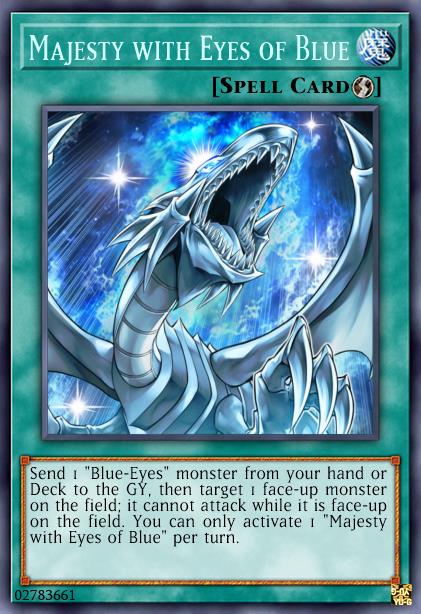 MAJESTY WITH EYES OF BLUE 魔
[SPELL CARD]
Send 1 "Blue-Eyes" monster from your hand or
Deck to the GY, then target 1 face-up monster
on the field; it cannot attack while it is face-up
on the field. You can only activate 1 "Majesty
with Eyes of Blue" per turn.
02783661